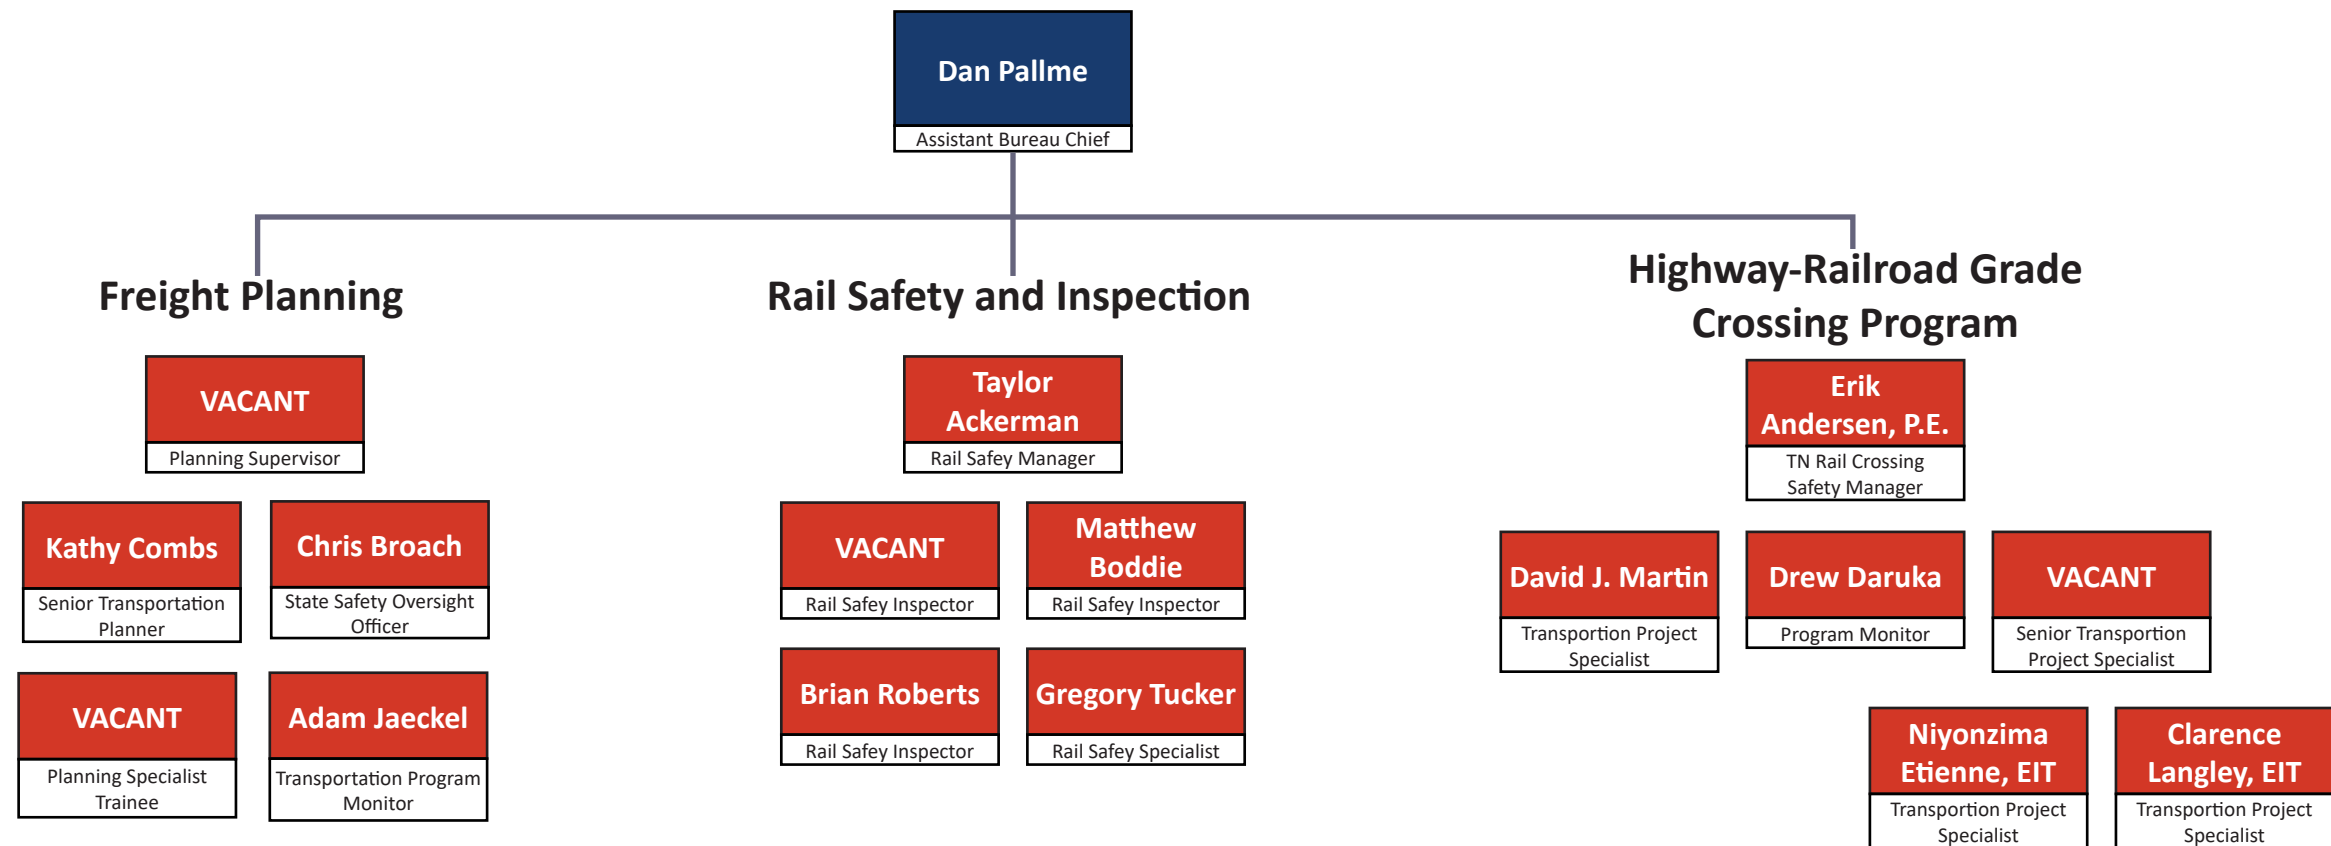 Dan Pallme
Assistant Bureau Chief
Freight Planning
VACANT
Planning Supervisor
Kathy Combs
Senior Transportation
Planner
Chris Broach
State Safety Oversight
Officer
VACANT
Planning Specialist
Trainee
Adam Jaeckel
Transportation Program
Monitor
Rail Safety and Inspection
Taylor
Ackerman
Rail Safey Manager
VACANT
Rail Safey Inspector
Matthew
Boddie
Rail Safey Inspector
Brian Roberts
Rail Safey Inspector
Gregory Tucker
Rail Safey Specialist
Highway-Railroad Grade
Crossing Program
Erik
Andersen, P.E.
TN Rail Crossing
Safety Manager
David J. Martin
Transportion Project
Specialist
Drew Daruka
Program Monitor
VACANT
Senior Transportion
Project Specialist
Niyonzima
Etienne, EIT
Transportion Project
Specialist
Clarence
Langley, EIT
Transportion Project
Specialist